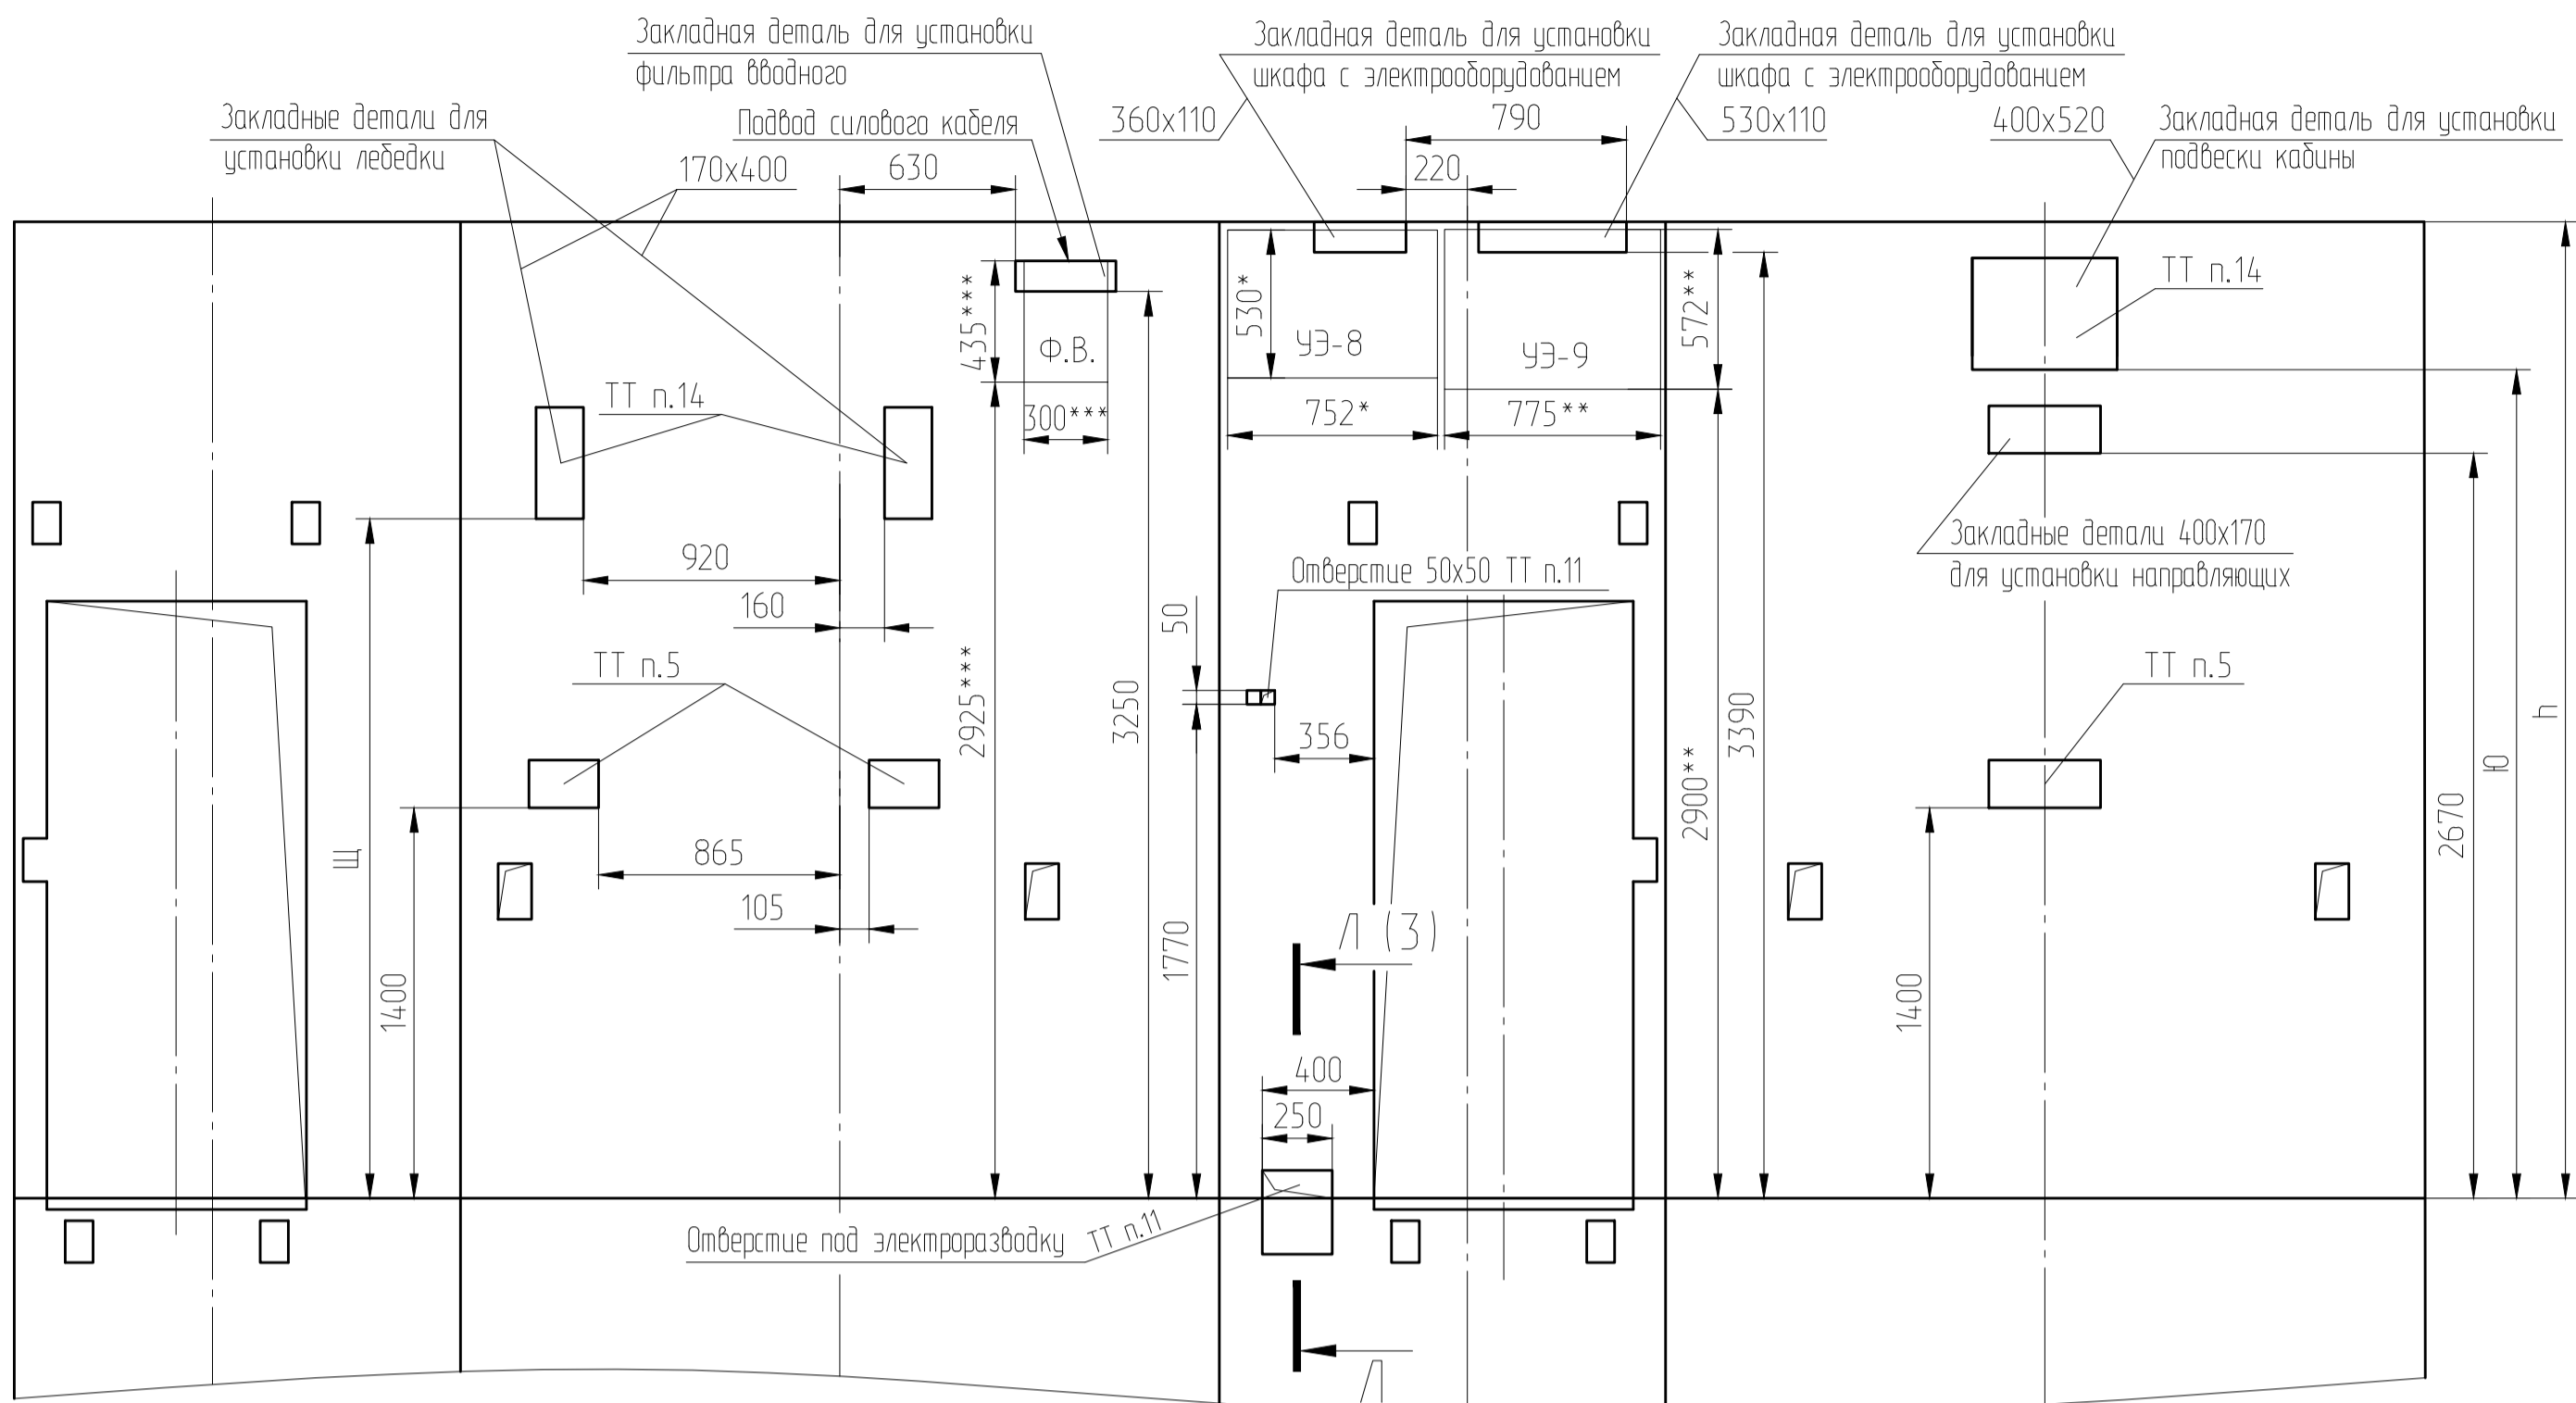 Закладная деталь для установки
фильтра вводного
Закладная деталь для установки
шкафа с электрооборудованием
Закладная деталь для установки
шкафа с электрооборудованием
Закладные детали для
установки лебедки
Подвод силового кабеля
360х110
790
530х110
400х520
Закладная деталь для установки
подвески кабины
170х400
630
220
ТТ п.14
435***
Ф.В.
530*
УЭ-8
УЭ-9
572**
ТТ п.14
300***
752*
775**
920
160
Отверстие 50х50 ТТ п.11
Закладные детали 400х170
для установки направляющих
50
ТТ п.5
2925***
3250
356
3390
2900**
ТТ п.5
h
Ю
2670
Щ
865
105
1770
Л (3)
1400
1400
400
250
Отверстие под электроразводку ТТ п.11
Л